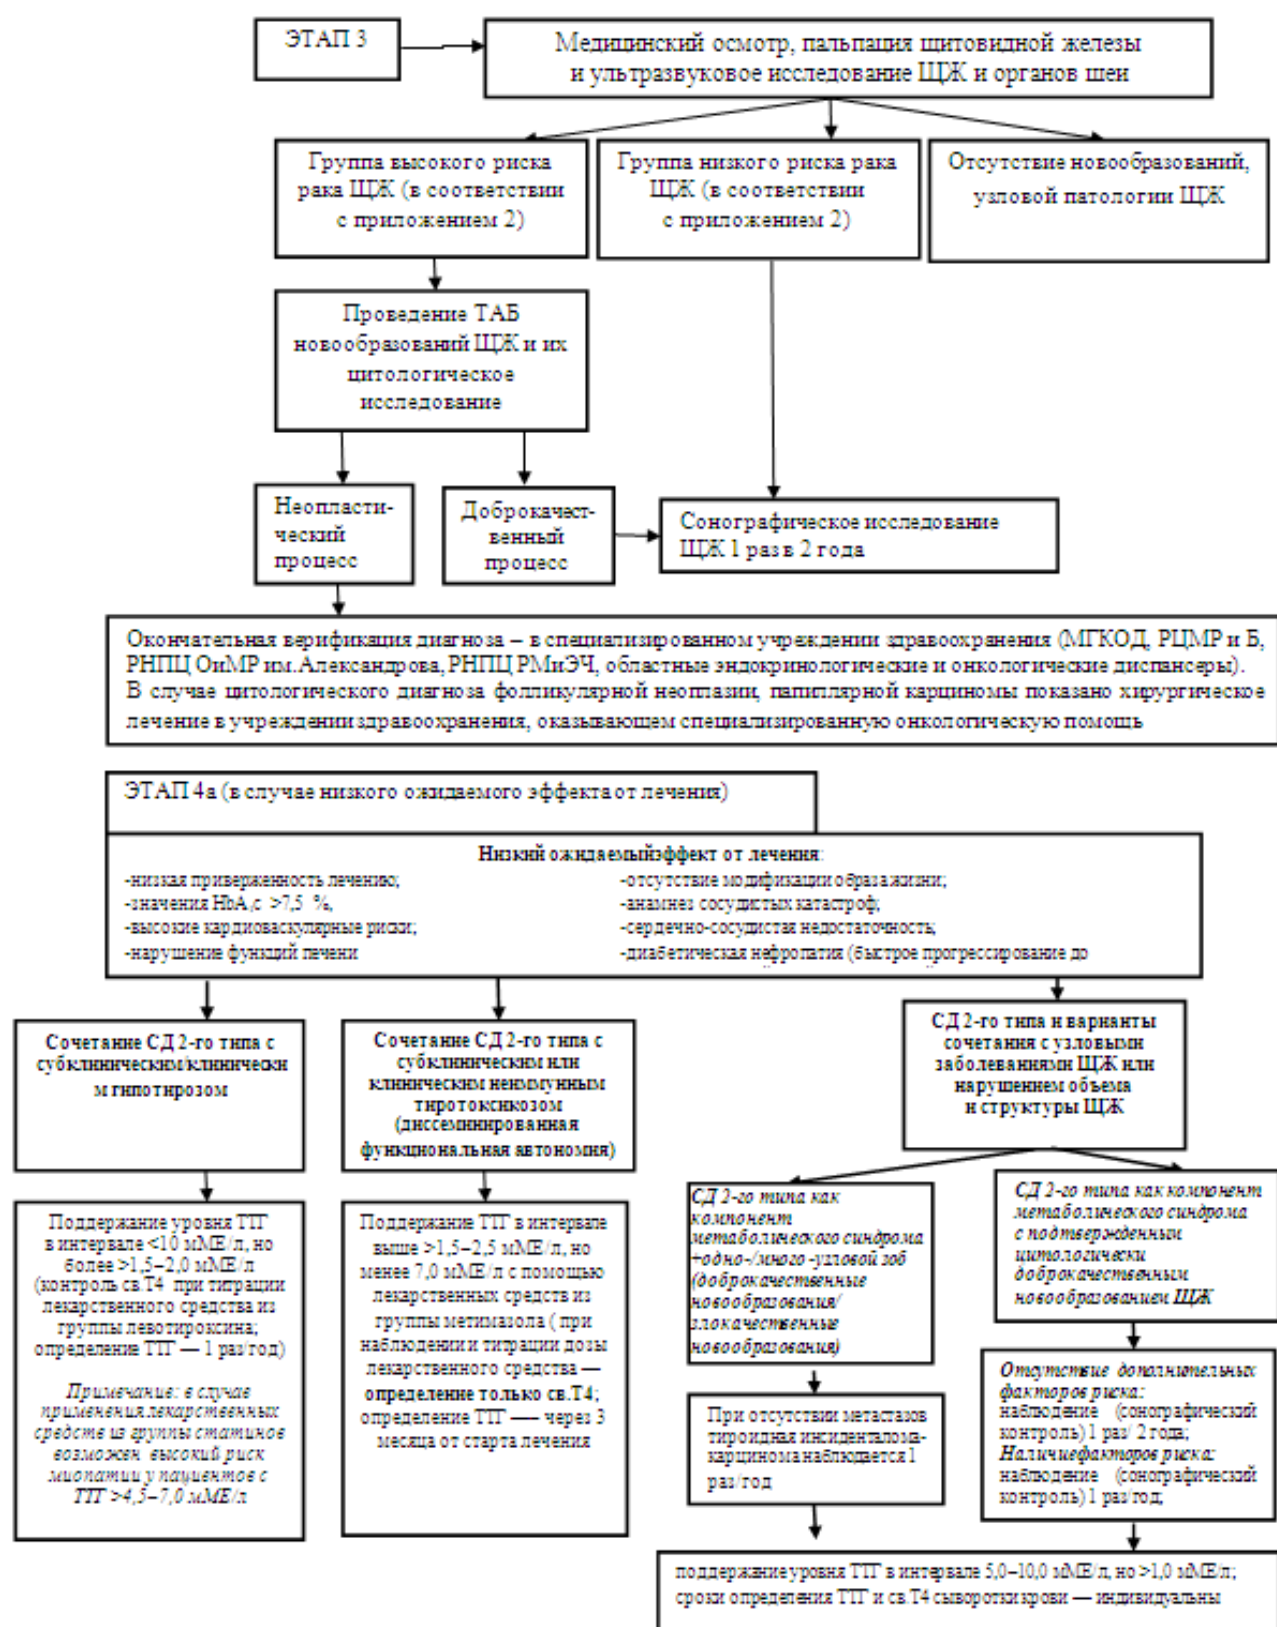 ЭТАП 3
Медицинский осмотр, пальпация щитовидной железы
и ультразвуковое исследование ЩЖ и органов шеи
Группа высокого риска
рака ЩЖ (в соответствии
с приложением 2)
Группа низкого риска рака
ЩЖ (в соответствии
с приложением 2)
Отсутствие новообразований,
узловой патологии ЩЖ
Проведение ТАБ
новообразований ЩЖ и их
цитологическое
исследование
Неопласти-
ческий
процесс
Доброкачест-
венный
процесс
Сонографическое исследование
ЩЖ 1 раз в 2 года
Окончательная верификация диагноза – в специализированном учреждении здравоохранения (МГКОД, РЦМР и Б,
РНПЦ ОиМР им.Александрова, РНПЦ РМиЭЧ, областные эндокринологические и онкологические диспансеры).
В случае цитологического диагноза фолликулярной неоплазии, папиллярной карциномы показано хирургическое
лечение в учреждении здравоохранения, оказывающем специализированную онкологическую помощь
ЭТАП 4а (в случае низкого ожидаемого эффекта от лечения)
Низкий ожидаемый эффект от лечения:
-низкая приверженность лечению;
-значения HbA1c >7,5 %,
-высокие кардиоваскулярные риски;
-нарушение функций печени
-отсутствие модификации образа жизни;
-анамнез сосудистых катастроф;
-сердечно-сосудистая недостаточность;
-диабетическая нефропатия (быстрое прогрессирование до
Сочетание СД 2-го типа с
субклиническим/клинически
м гипотирозом
Сочетание СД 2-го типа с
субклиническим или
клиническим неиммунным
тиротоксикозом
(диссеминированная
функциональная автономия)
СД 2-го типа и варианты
сочетания с узловыми
заболеваниями ЩЖ или
нарушением объема
и структуры ЩЖ
Поддержание уровня ТТГ
в интервале <10 мМЕ/л, но
более >1,5–2,0 мМЕ/л
(контроль св.Т4 при титрации
лекарственного средства из
группы левотироксина;
определение ТТГ — 1 раз/год)
Примечание: в случае
применения лекарственных
средств из группы статинов
возможен высокий риск
миопатии у пациентов с
ТТГ >4,5–7,0 мМЕ/л
Поддержание ТТГ в интервале
выше >1,5–2,5 мМЕ/л, но
менее 7,0 мМЕ/л с помощью
лекарственных средств из
группы метимазола ( при
наблюдении и титрации дозы
лекарственного средства —
определение только св.Т4;
определение ТТГ —– через 3
месяца от старта лечения
СД 2-го типа как
компонент
метаболического синдрома
+одно-/много -узловой зоб
(доброкачественные
новообразования/
злокачественные
новообразования)
СД 2-го типа как компонент
метаболического синдрома
с подтвержденным
цитологически
доброкачественным
новообразованием ЩЖ
При отсутствии метастазов
тироидная инсиденталома-
карцинома наблюдается 1
раз/год
Отсутствие дополнительных
факторов риска:
наблюдение (сонографический
контроль) 1 раз/ 2 года;
Наличие факторов риска:
наблюдение (сонографический
контроль) 1 раз/год;
поддержание уровня ТТГ в интервале 5,0–10,0 мМЕ/л, но >1,0 мМЕ/л;
сроки определения ТТГ и св.Т4 сыворотки крови — индивидуальны